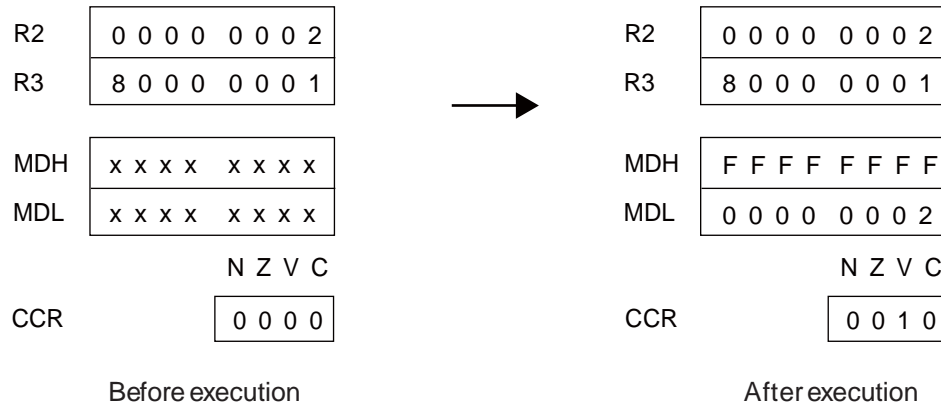 R2 0 0 0 0 0 0 0 2 R2 0 0 0 0 0 0 0 2
R3 8 0 0 0 0 0 0 1 R3 8 0 0 0 0 0 0 1
MDH x x x x x x x x MDH F F F F F F F F
MDL x x x x x x x x MDL 0 0 0 0 0 0 0 2
N Z V C N Z V C
CCR 0 0 0 0 CCR 0 0 1 0
Before execution After execution